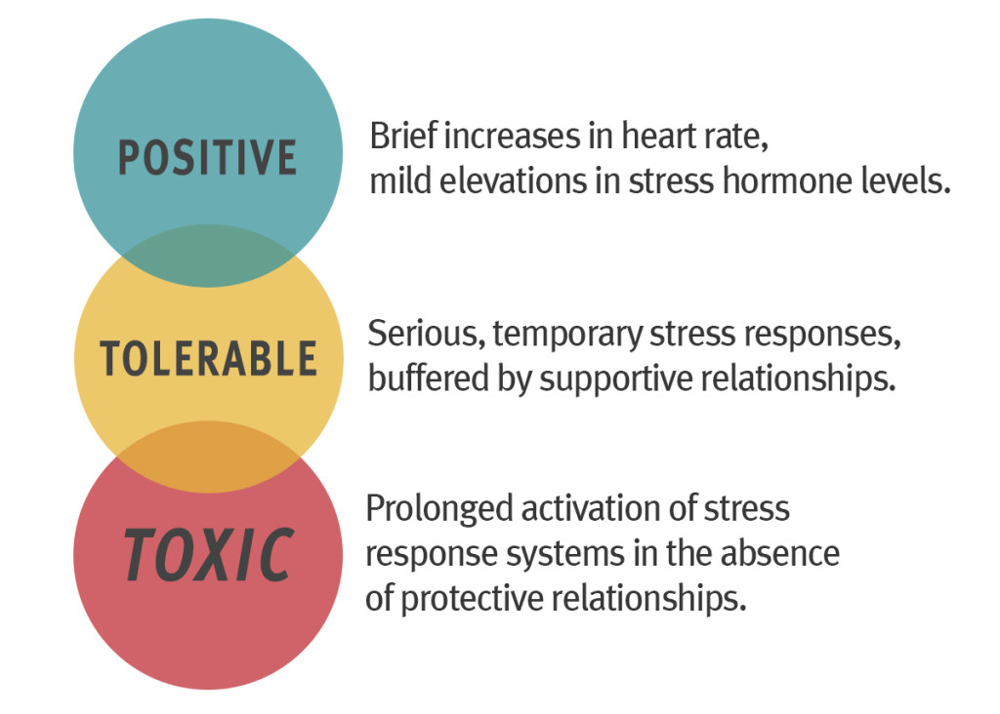 POSITIVE
Brief increases in heart rate,
mild elevations in stress hormone levels.
TOLERABLE
Serious, temporary stress responses,
buffered by supportive relationships.
TOXIC
Prolonged activation of stress
response systems in the absence
of protective relationships.